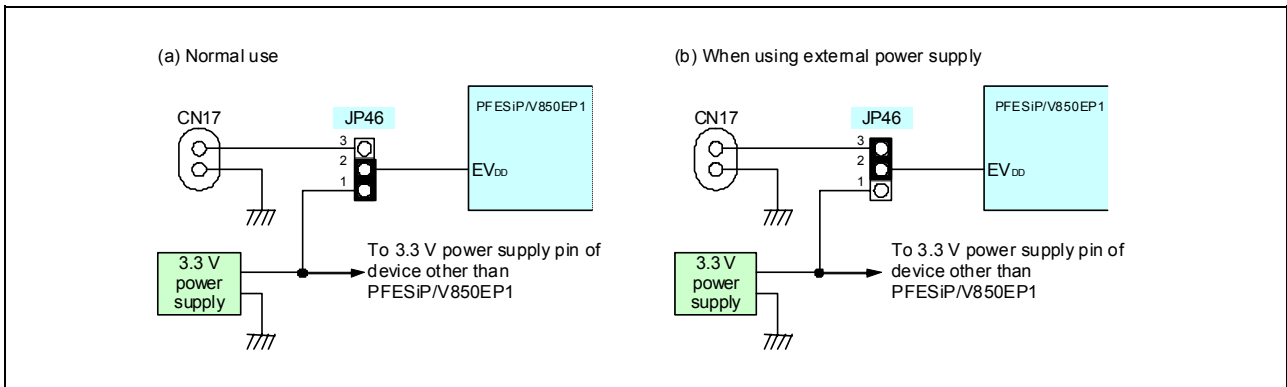 (a) Normal use
CN17
JP46
3
2
1
PFESiP/V850EP1
EVDD
3.3 V
power
supply
To 3.3 V power supply pin of
device other than
PFESiP/V850EP1
(b) When using external power supply
CN17
JP46
3
2
1
PFESiP/V850EP1
EVDD
3.3 V
power
supply
To 3.3 V power supply pin of
device other than
PFESiP/V850EP1